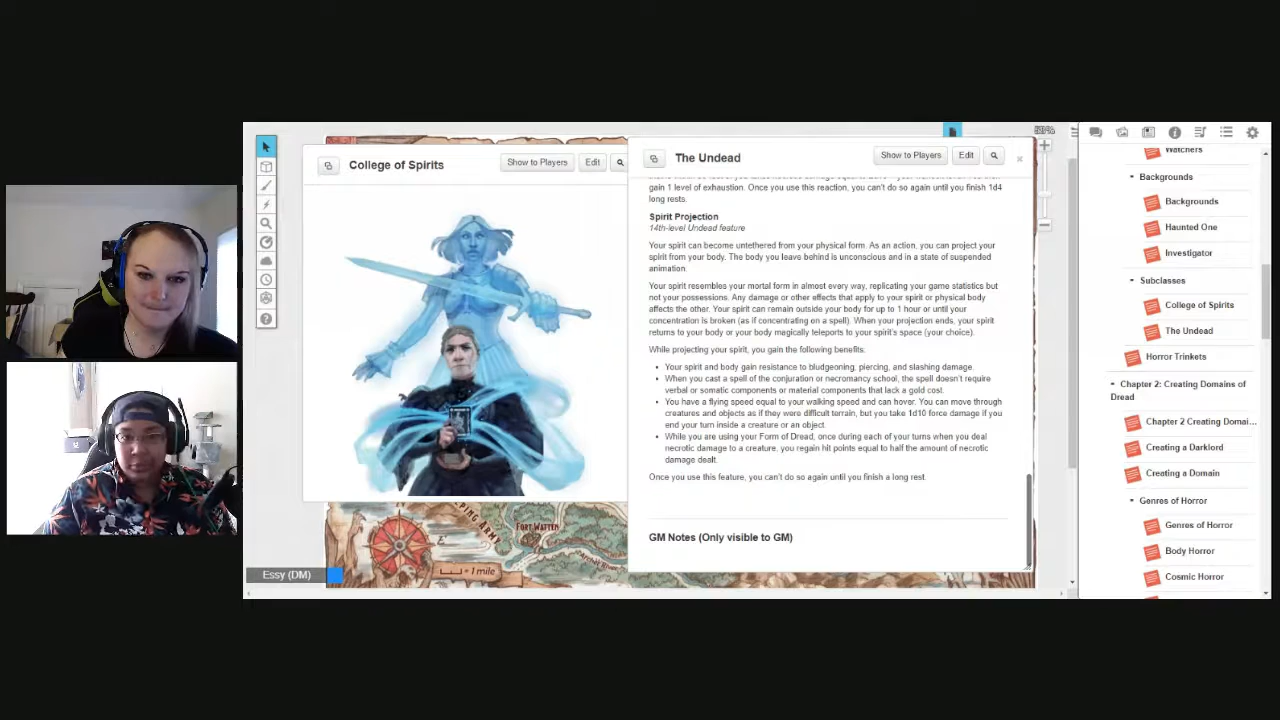 College of Spirits
Show to Players
Edit
The Undead
Show to Players
Edit
gain 1 level of exhaustion. Once you use this reaction, you can't do so again until you finish 1d4
long rests.
Spirit Projection
14th-level Undead feature
Your spirit can become untethered from your physical form. As an action, you can project your
spirit from your body. The body you leave behind is unconscious and in a state of suspended
animation.
Your spirit resembles your mortal form in almost every way, replicating your game statistics but
not your possessions. Any damage or other effects that apply to your spirit or physical body
affects the other. Your spirit can remain outside your body for up to 1 hour or until your
concentration is broken (as if concentrating on a spell). When your projection ends, your spirit
returns to your body or your body magically teleports to your spirit's space (your choice).
While projecting your spirit, you gain the following benefits:
• Your spirit and body gain resistance to bludgeoning, piercing, and slashing damage.
• When you cast a spell of the conjuration or necromancy school, the spell doesn't require
verbal or somatic components or material components that lack a gold cost.
• You have a flying speed equal to your walking speed and can hover. You can move through
creatures and objects as if they were difficult terrain, but you take 1d10 force damage if you
end your turn inside a creature or an object.
• While you are using your Form of Dread, once during each of your turns when you deal
necrotic damage to a creature, you regain hit points equal to half the amount of necrotic
damage dealt.
Once you use this feature, you can't do so again until you finish a long rest.
GM Notes (Only visible to GM)
Fort Watten
= 1 mile
Essy (DM)
Watchers
Backgrounds
Backgrounds
Haunted One
Investigator
Subclasses
College of Spirits
The Undead
Horror Trinkets
Chapter 2: Creating Domains of
Dread
Chapter 2 Creating Domai...
Creating a Darklord
Creating a Domain
Genres of Horror
Genres of Horror
Body Horror
Cosmic Horror